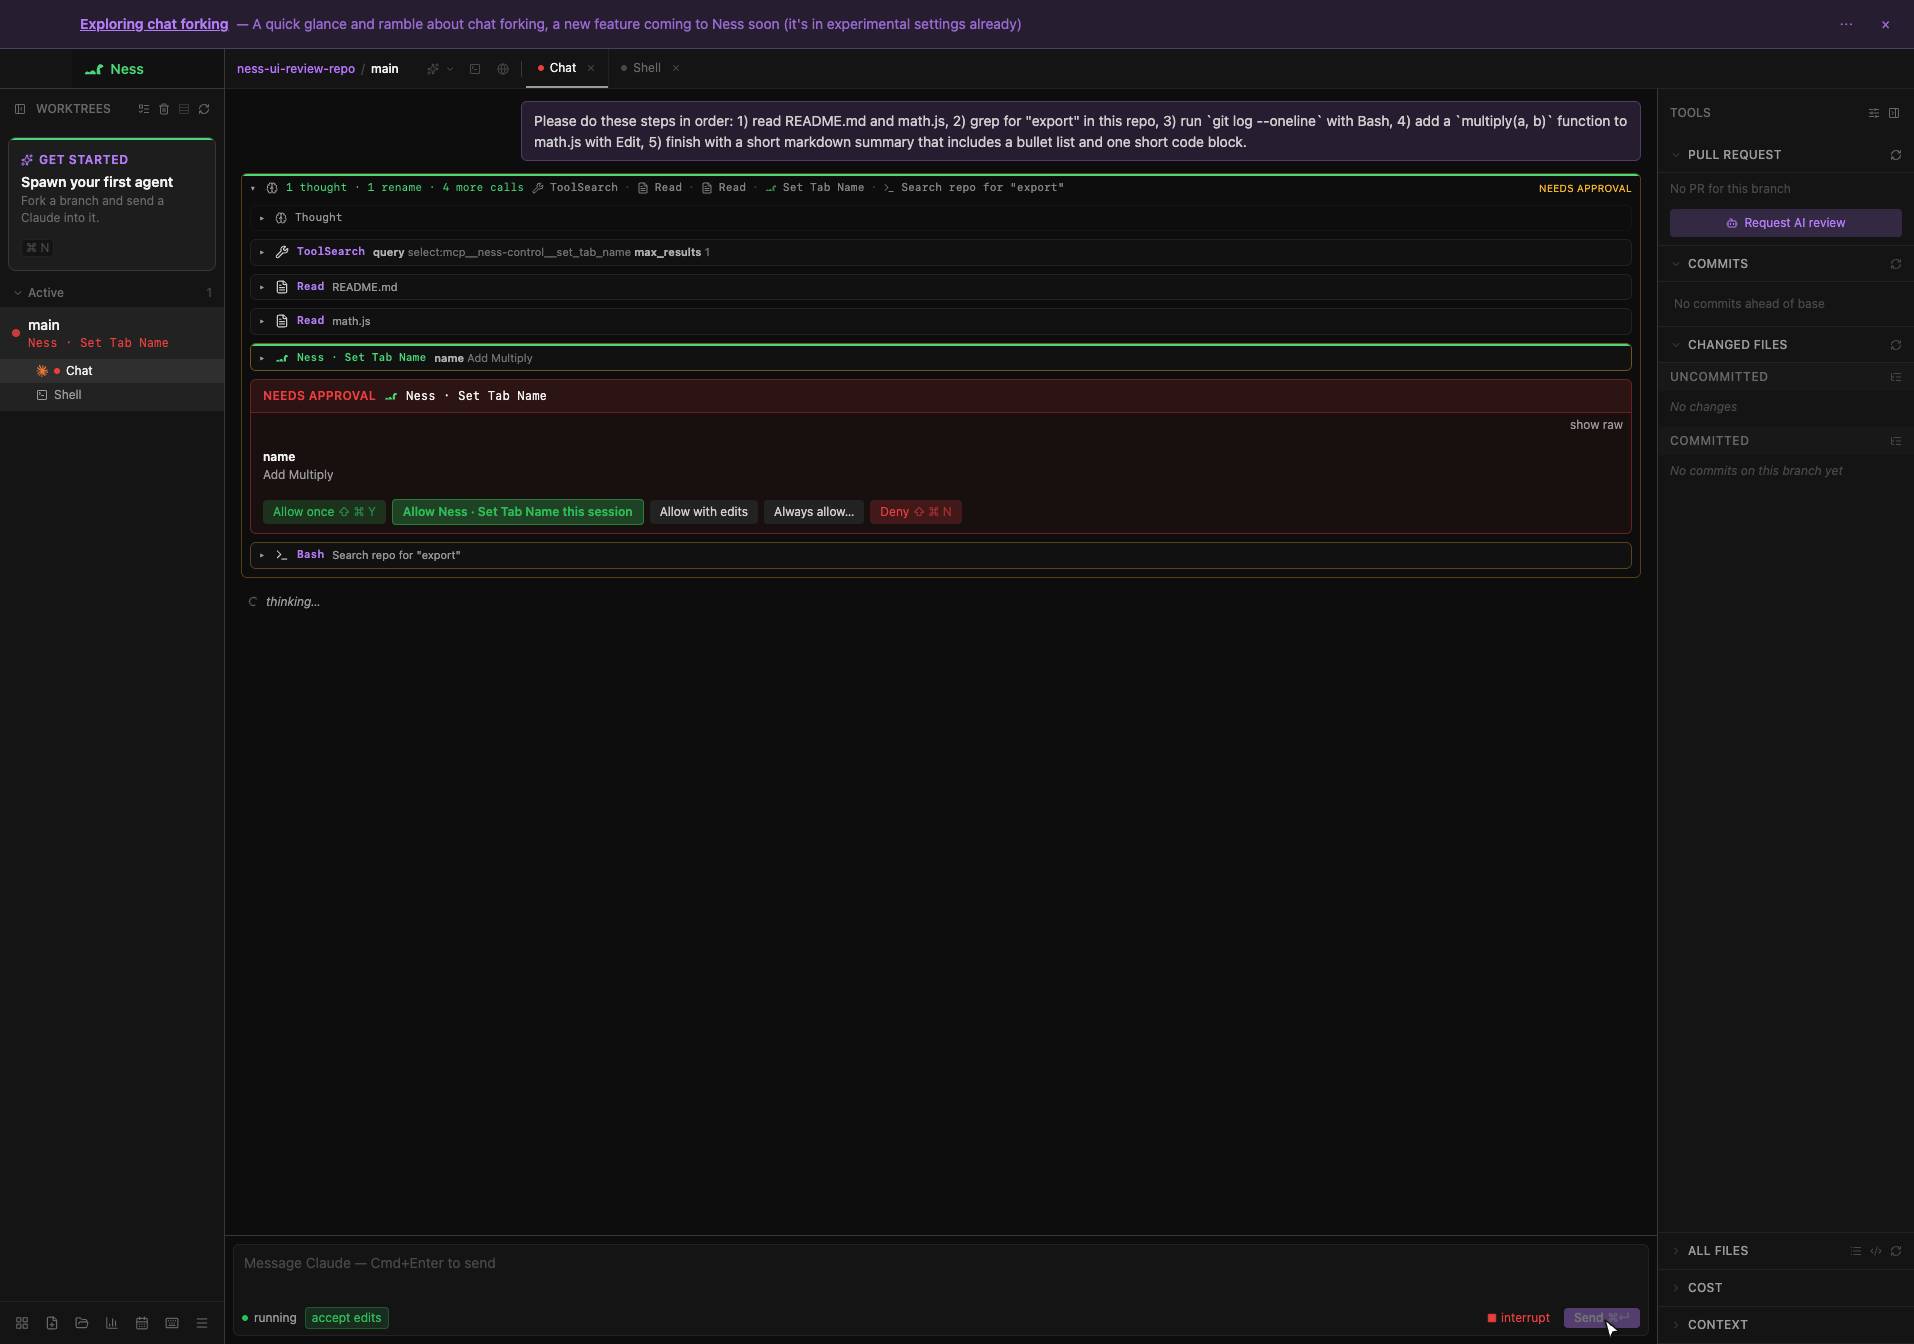 Exploring chat forking — A quick glance and ramble about chat forking, a new feature coming to Ness soon (it's in experimental settings already)
Ness
ness-ui-review-repo / main
Chat
Shell
WORKTREES
GET STARTED
Spawn your first agent
Fork a branch and send a
Claude into it.
⌘ N
Active 1
main
Ness · Set Tab Name
Chat
Shell
Please do these steps in order: 1) read README.md and math.js, 2) grep for "export" in this repo, 3) run `git log --oneline` with Bash, 4) add a `multiply(a, b)` function to
math.js with Edit, 5) finish with a short markdown summary that includes a bullet list and one short code block.
1 thought · 1 rename · 4 more calls ToolSearch · Read · Read · Set Tab Name · Search repo for "export" NEEDS APPROVAL
Thought
ToolSearch query select:mcp__ness-control__set_tab_name max_results 1
Read README.md
Read math.js
Ness · Set Tab Name name Add Multiply
NEEDS APPROVAL Ness · Set Tab Name
show raw
name
Add Multiply
Allow once ⇧ ⌘ Y Allow Ness · Set Tab Name this session Allow with edits Always allow... Deny ⇧ ⌘ N
Bash Search repo for "export"
thinking...
Message Claude — Cmd+Enter to send
running accept edits interrupt Send ⌘↵
TOOLS
PULL REQUEST
No PR for this branch
Request AI review
COMMITS
No commits ahead of base
CHANGED FILES
UNCOMMITTED
No changes
COMMITTED
No commits on this branch yet
ALL FILES
COST
CONTEXT